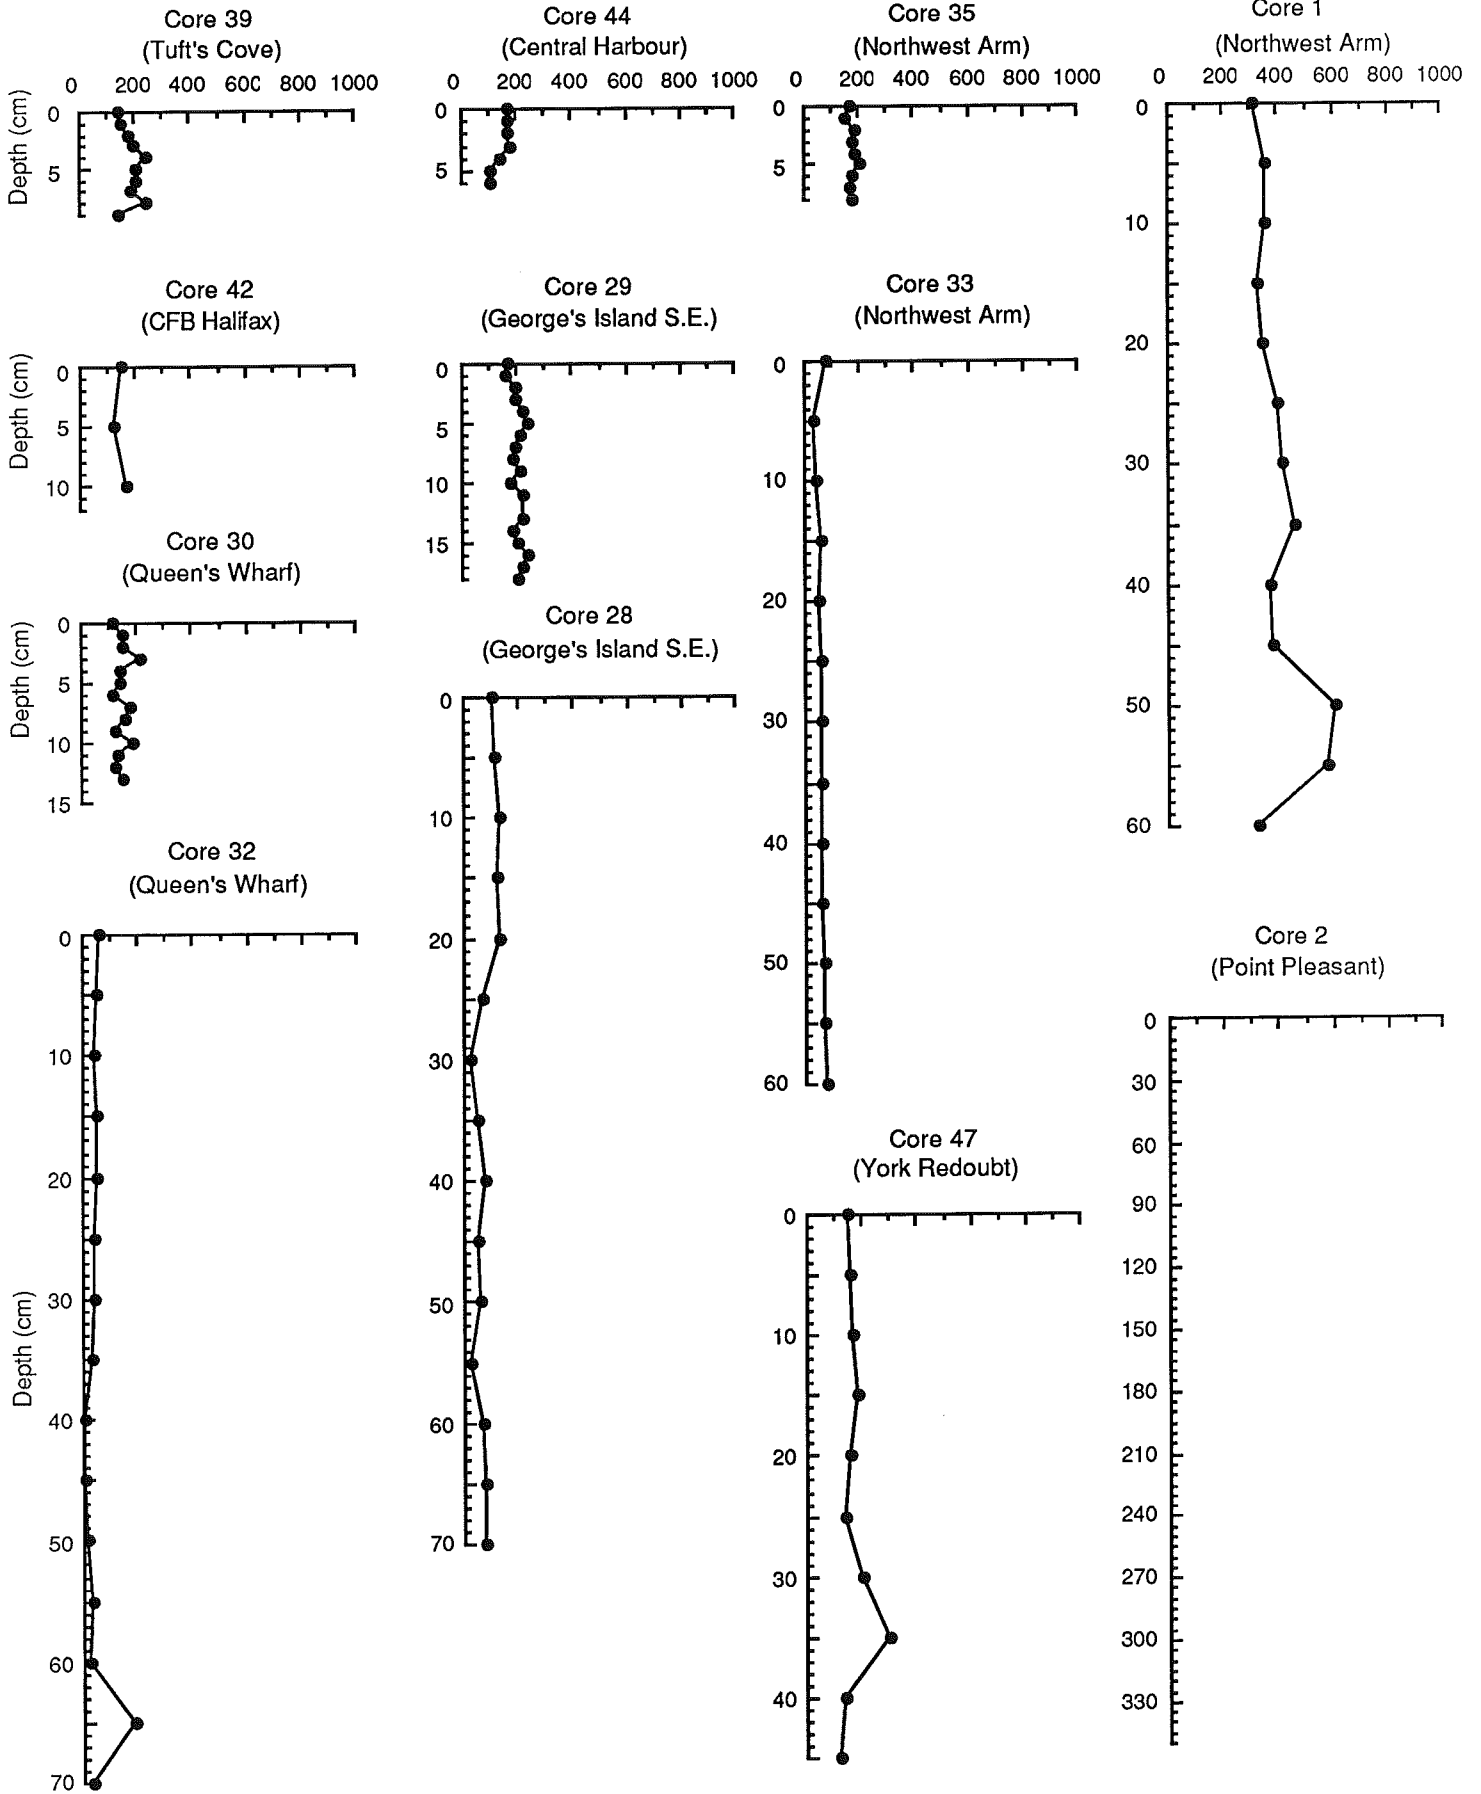 Core 39
(Tuft's Cove)
0 200 400 600 800 1000
Depth (cm)
0
5
Core 42
(CFB Halifax)
Depth (cm)
0
5
10
Core 30
(Queen's Wharf)
Depth (cm)
0
5
10
15
Core 32
(Queen's Wharf)
Depth (cm)
0
10
20
30
40
50
60
70
Core 44
(Central Harbour)
0 200 400 600 800 1000
0
5
Core 29
(George's Island S.E.)
0
5
10
15
Core 28
(George's Island S.E.)
0
10
20
30
40
50
60
70
Core 35
(Northwest Arm)
0 200 400 600 800 1000
0
5
Core 33
(Northwest Arm)
0
10
20
30
40
50
60
Core 47
(York Redoubt)
0
10
20
30
40
Core 1
(Northwest Arm)
0 200 400 600 800 1000
0
10
20
30
40
50
60
Core 2
(Point Pleasant)
0
30
60
90
120
150
180
210
240
270
300
330